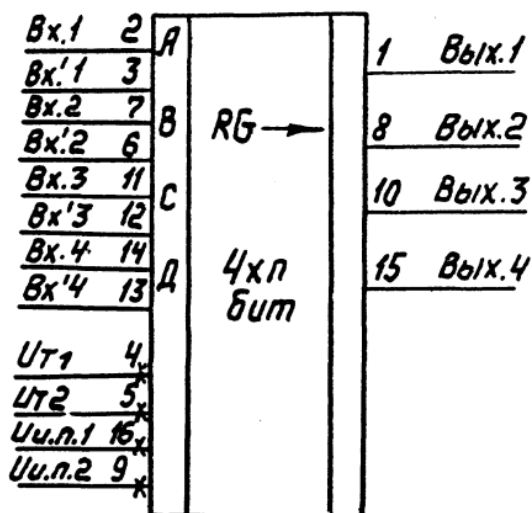 Вх.1 2 А
Вх.'1 3
Вх.2 7 В
Вх.'2 6
Вх.3 11 С
Вх'3 12
Вх.4 14
Вх'4 13 Д
Uт1 4
Uт2 5
Uи.п.1 16
Uи.п.2 9
RG
4хп
бит
1 Вых.1
8 Вых.2
10 Вых.3
15 Вых.4